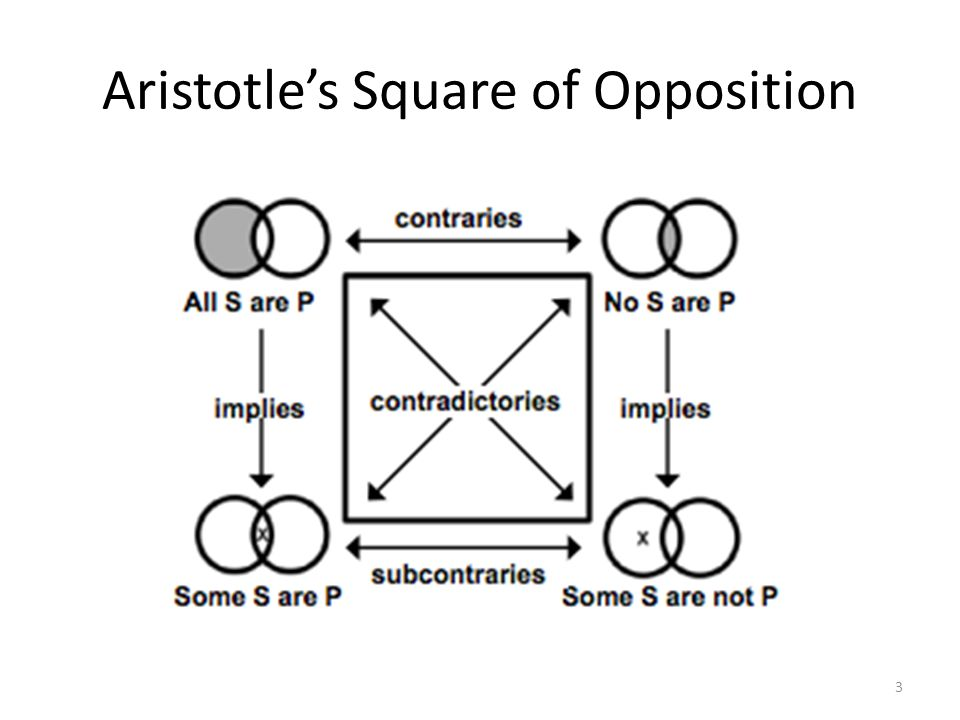 Aristotle’s Square of Opposition
contraries
All S are P
No S are P
implies
contradictories
implies
x
x
subcontraries
Some S are P
Some S are not P
3